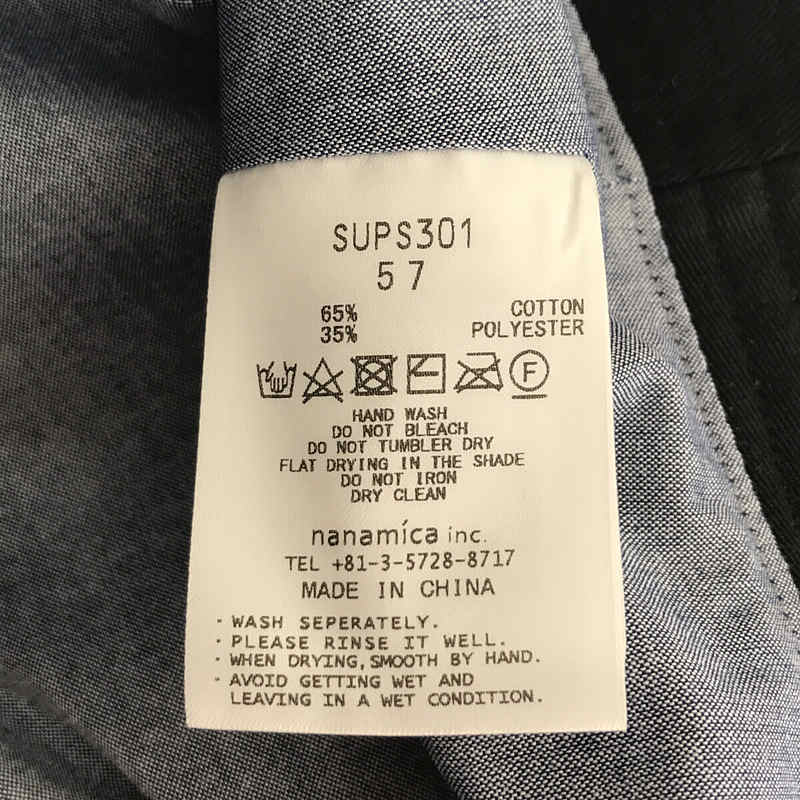 SUPS301
57
65% COTTON
35% POLYESTER
F
HAND WASH
DO NOT BLEACH
DO NOT TUMBLER DRY
FLAT DRYING IN THE SHADE
DO NOT IRON
DRY CLEAN
nanamica inc.
TEL +81-3-5728-8717
MADE IN CHINA
· WASH SEPERATELY.
· PLEASE RINSE IT WELL.
· WHEN DRYING, SMOOTH BY HAND.
· AVOID GETTING WET AND
LEAVING IN A WET CONDITION.